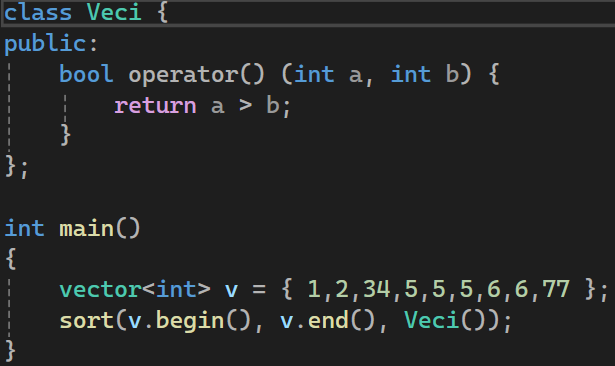 class Veci {
public:
    bool operator() (int a, int b) {
        return a > b;
    }
};

int main()
{
    vector<int> v = { 1,2,34,5,5,5,6,6,77 };
    sort(v.begin(), v.end(), Veci());
}